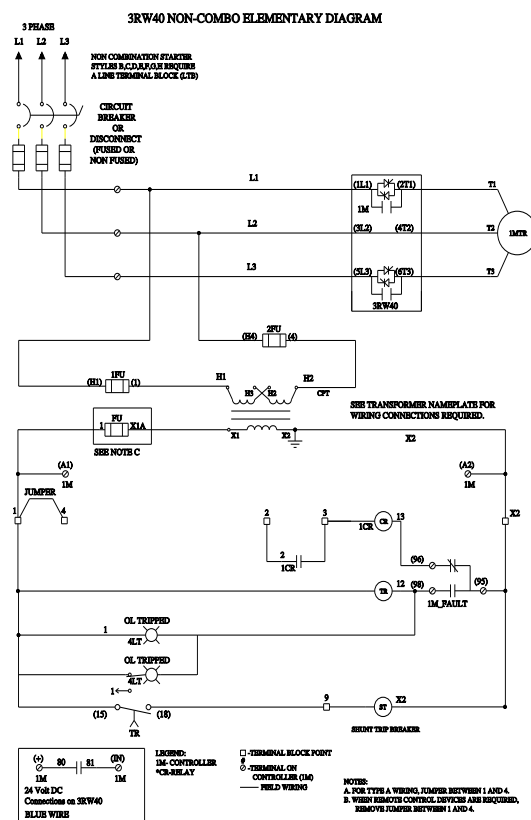 3RW40 NON-COMBO ELEMENTARY DIAGRAM
3 PHASE
L1 L2 L3
NON COMBINATION STARTER
STYLES B,C,D,E,F,G,H REQUIRE
A LINE TERMINAL BLOCK (LTB)
CIRCUIT
BREAKER
OR
DISCONNECT
(FUSED OR
NON FUSED)
L1
(1L1) (2T1)
T1
1M
L2
(3L2) (4T2)
T2
1MTR
L3
(5L3) (6T3)
T3
3RW40
2FU
(H4) (4)
1FU
(H1) (1)
H1
H3 H2
H2
CPT
SEE TRANSFORMER NAMEPLATE FOR
WIRING CONNECTIONS REQUIRED.
FU
1 X1A
SEE NOTE C
X1 X2
X2
(A1)
1M
(A2)
1M
JUMPER
1 4
2 3
1CR
CR
13
X2
2
1CR
(96)
TR
12 (98) (95)
1M_FAULT
OL TRIPPED
1
4LT
OL TRIPPED
4LT
1
(15) (18)
TR
9
ST
X2
SHUNT TRIP BREAKER
(+) 80 81 (IN)
1M 1M
24 Volt DC
Connections on 3RW40
BLUE WIRE
LEGEND:
1M- CONTROLLER
*CR-RELAY
-TERMINAL BLOCK POINT
#
-TERMINAL ON
CONTROLLER (1M)
FIELD WIRING
NOTES:
A. FOR TYPE A WIRING, JUMPER BETWEEN 1 AND 4.
B. WHEN REMOTE CONTROL DEVICES ARE REQUIRED,
REMOVE JUMPER BETWEEN 1 AND 4.